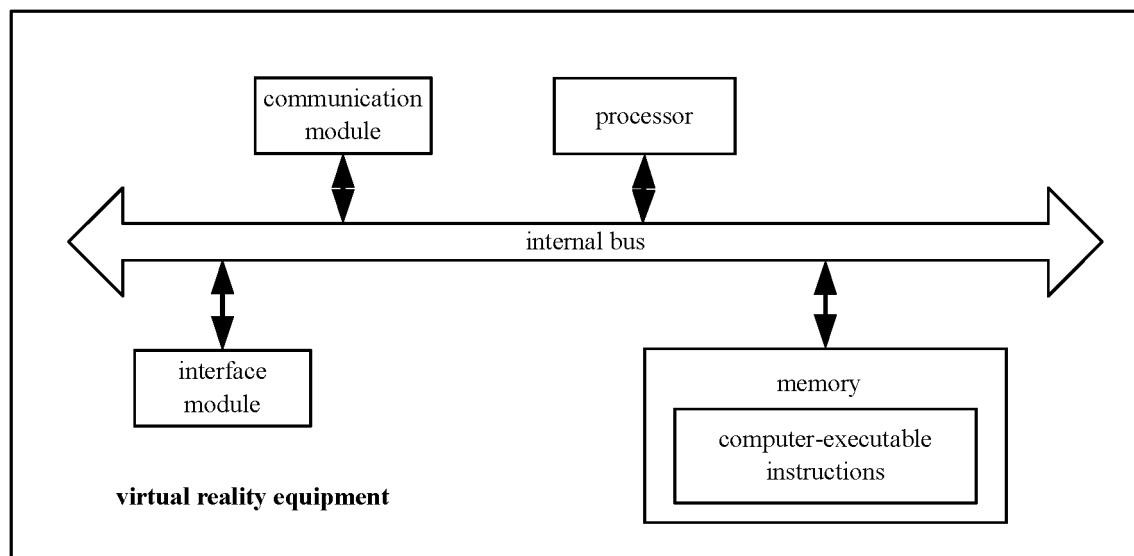 communication
module
processor
internal bus
interface
module
memory
computer-executable
instructions
virtual reality equipment